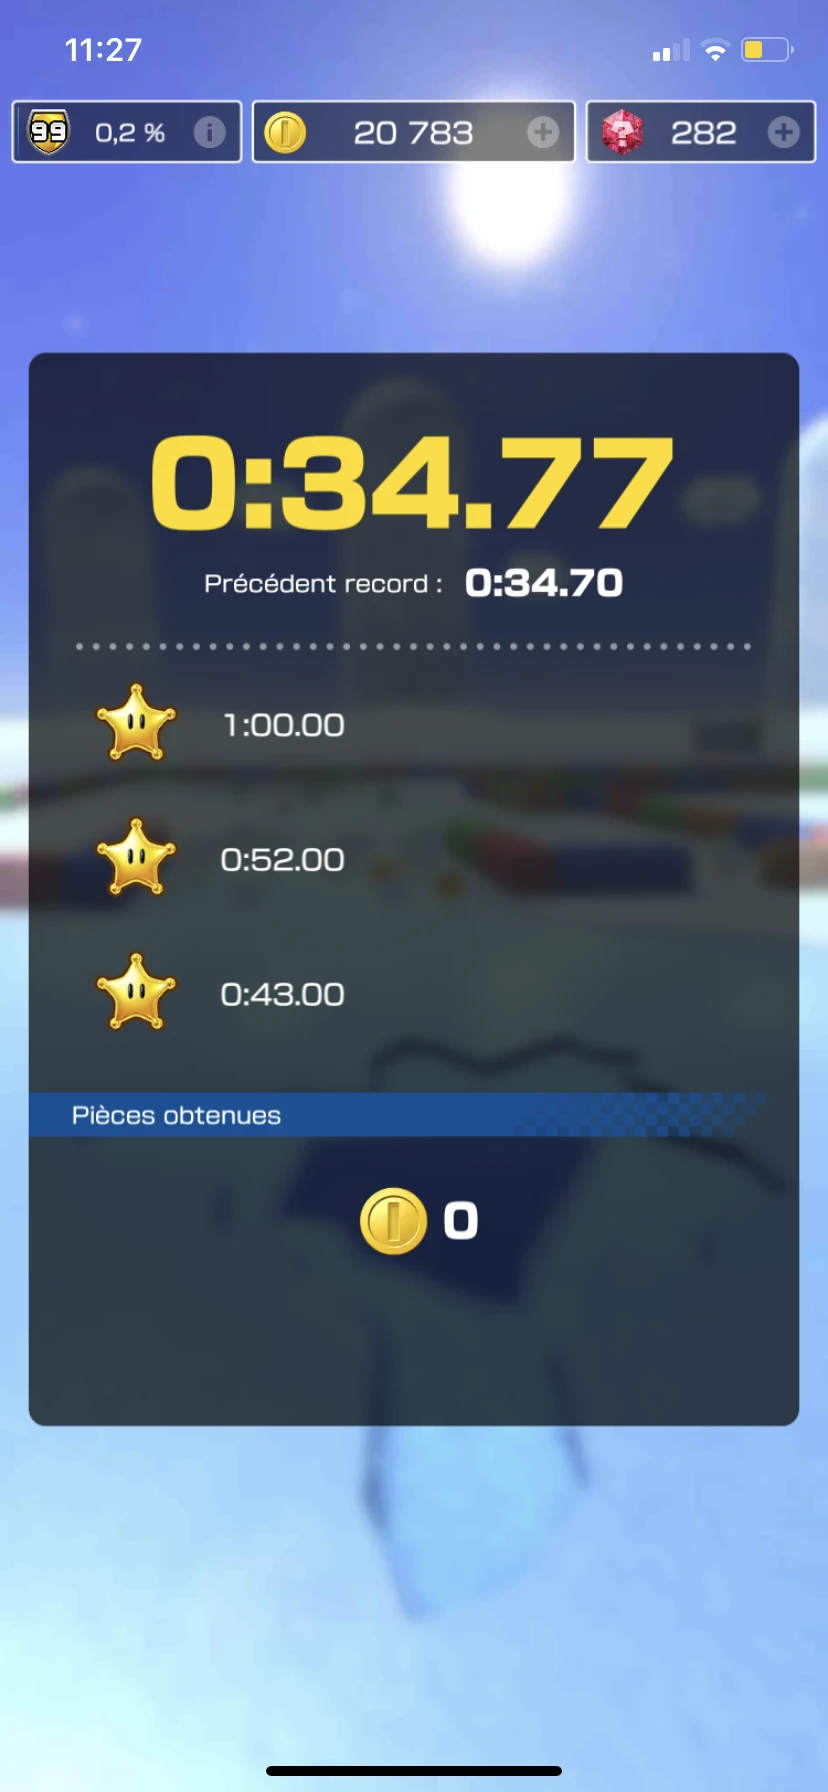 11:27
99 0,2 % i 20 783 + ? 282 +
0:34.77
Précédent record : 0:34.70
1:00.00
0:52.00
0:43.00
Pièces obtenues
0